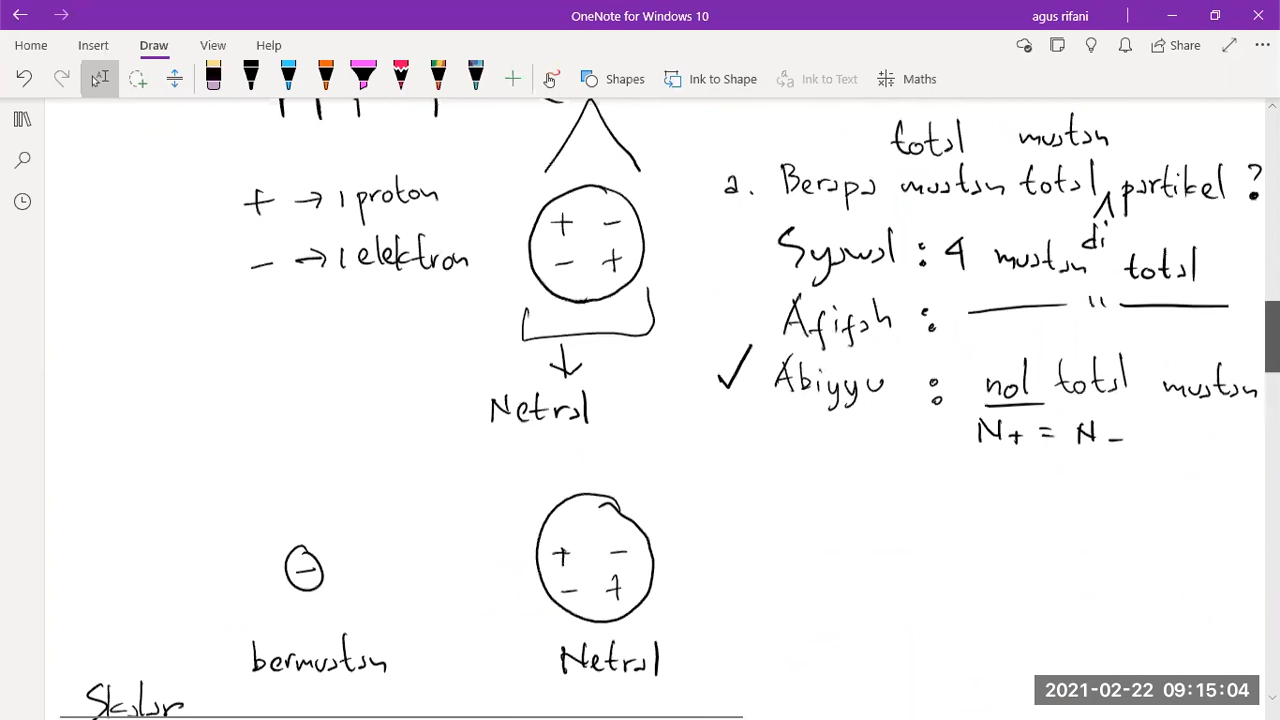 OneNote for Windows 10
agus rifani
Home Insert Draw View Help
Share
Shapes
Ink to Shape
Ink to Text
Maths
total muatan
a. Berapa muatan total di partikel ?
Syawal : 4 muatan total
Afifah : —— " ——
✓ Abiyyu : nol total muatan
N+ = N-
+ → 1 proton
- → 1 elektron
+ -
- +
Netral
-
+ -
- +
bermuatan
Netral
Skalar
2021-02-22 09:15:04